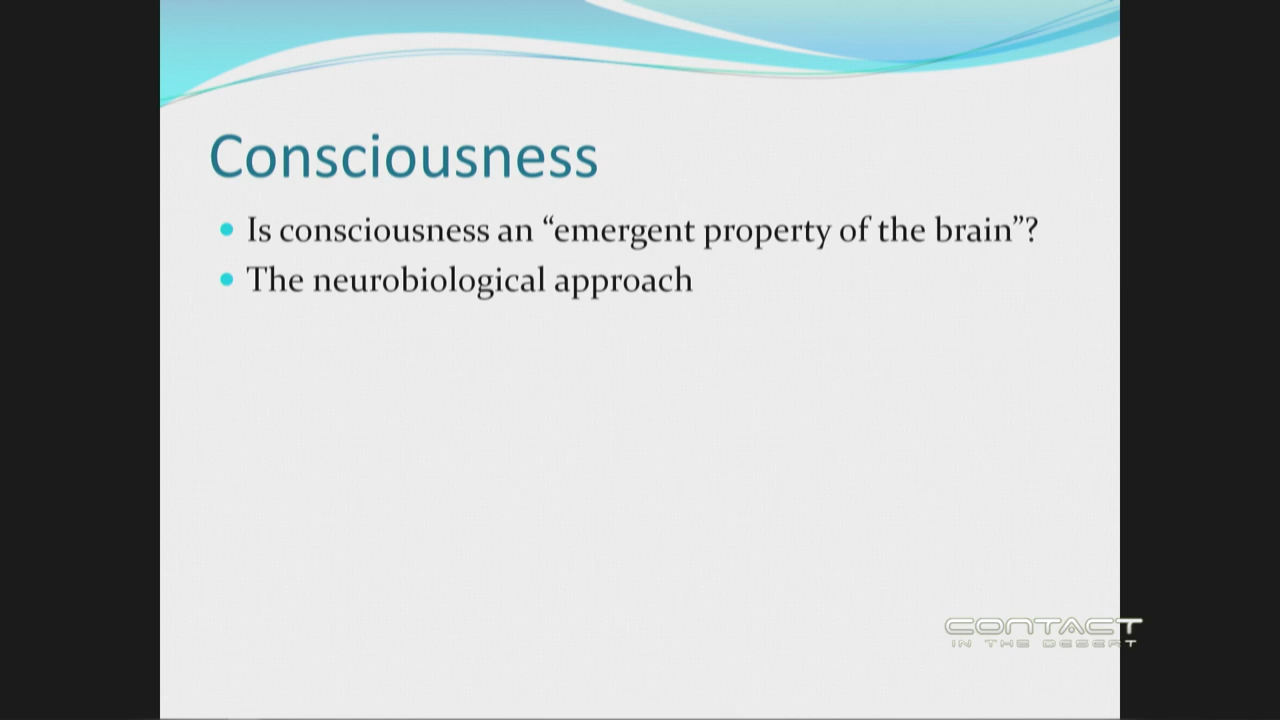 Consciousness
Is consciousness an “emergent property of the brain”?
The neurobiological approach
CONTACT
IN THE DESERT